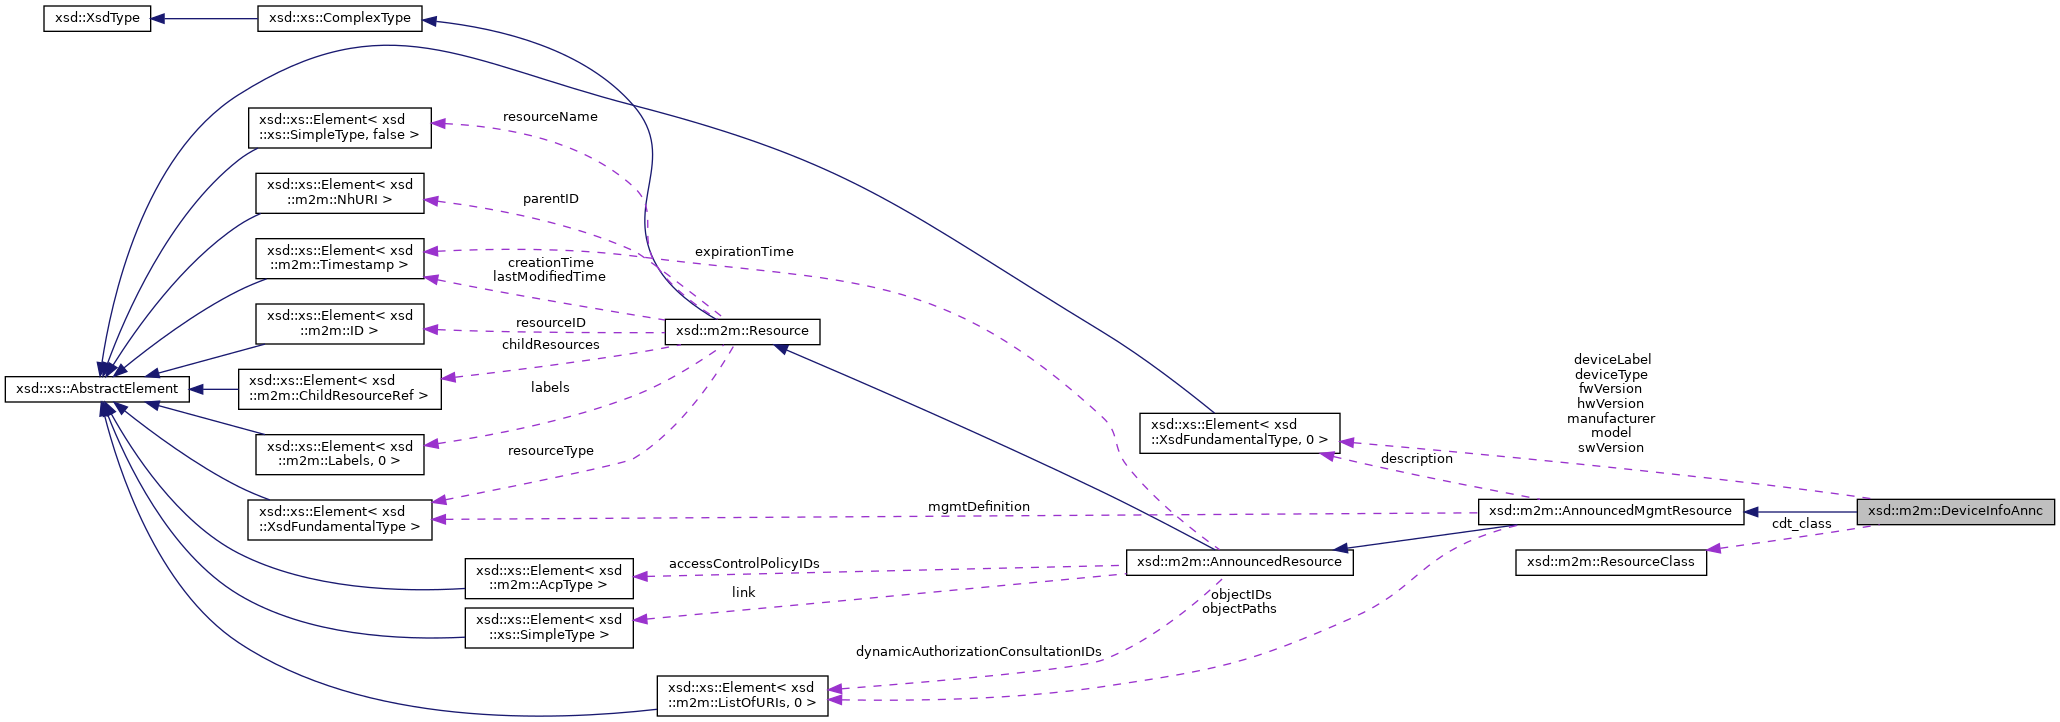 xsd::XsdType
xsd::xs::ComplexType
xsd::xs::Element< xsd
::xs::SimpleType, false >
resourceName
xsd::xs::Element< xsd
::m2m::NhURI >
parentID
xsd::xs::Element< xsd
::m2m::Timestamp >
expirationTime
creationTime
lastModifiedTime
xsd::xs::Element< xsd
::m2m::ID >
resourceID
xsd::m2m::Resource
childResources
xsd::xs::AbstractElement
xsd::xs::Element< xsd
::m2m::ChildResourceRef >
labels
xsd::xs::Element< xsd
::m2m::Labels, 0 >
resourceType
xsd::xs::Element< xsd
::XsdFundamentalType, 0 >
deviceLabel
deviceType
fwVersion
hwVersion
manufacturer
model
swVersion
description
xsd::xs::Element< xsd
::XsdFundamentalType >
mgmtDefinition
xsd::m2m::AnnouncedMgmtResource
xsd::m2m::DeviceInfoAnnc
cdt_class
xsd::m2m::ResourceClass
xsd::m2m::AnnouncedResource
accessControlPolicyIDs
xsd::xs::Element< xsd
::m2m::AcpType >
link
xsd::xs::Element< xsd
::xs::SimpleType >
objectIDs
objectPaths
dynamicAuthorizationConsultationIDs
xsd::xs::Element< xsd
::m2m::ListOfURIs, 0 >